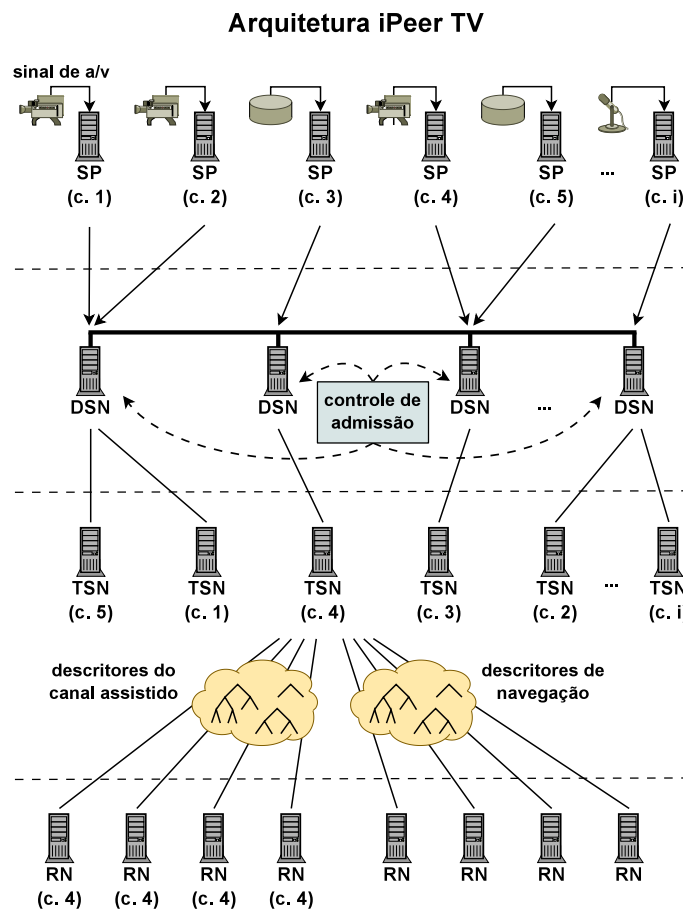 Arquitetura iPeer TV
sinal de a/v
SP SP SP SP SP ... SP
(c. 1) (c. 2) (c. 3) (c. 4) (c. 5) (c. i)
DSN DSN DSN ... DSN
controle de
admissão
TSN TSN TSN TSN TSN ... TSN
(c. 5) (c. 1) (c. 4) (c. 3) (c. 2) (c. i)
descritores do
canal assistido
descritores de
navegação
RN RN RN RN RN RN RN RN
(c. 4) (c. 4) (c. 4) (c. 4)